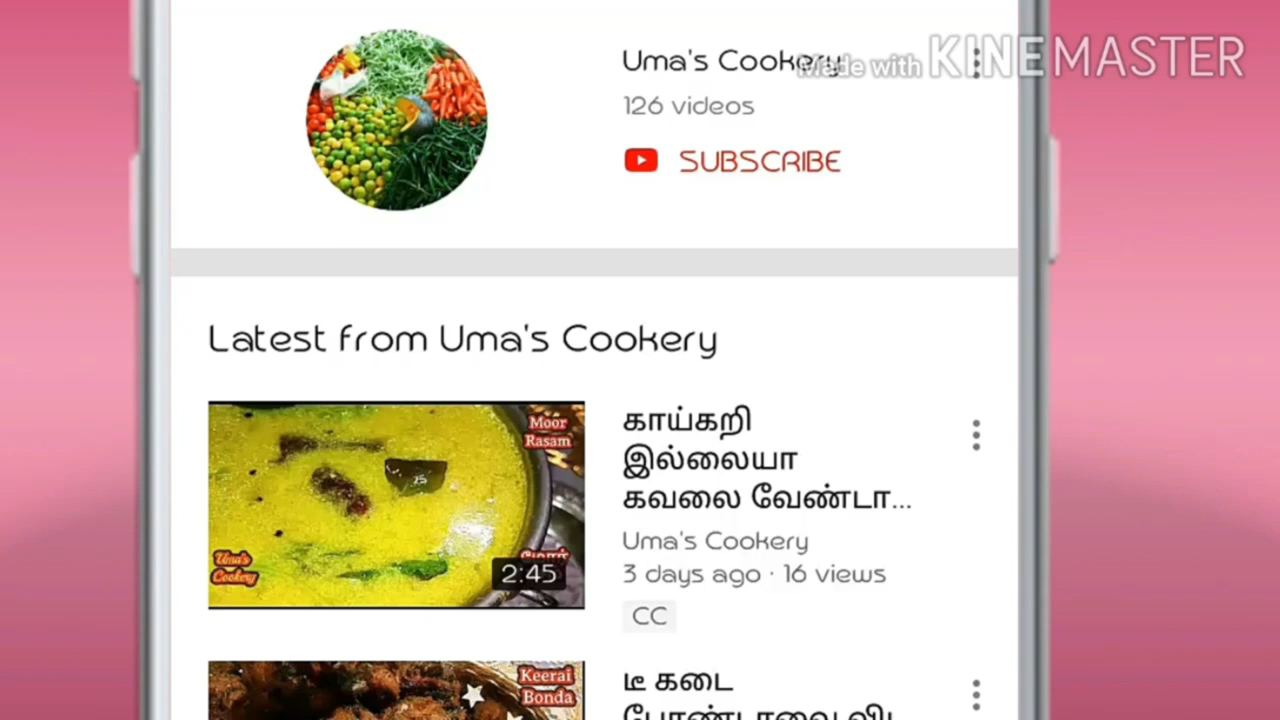 Uma's Cookery
Made with KINEMASTER
126 videos
SUBSCRIBE
Latest from Uma's Cookery
Moor
Rasam
Uma's
Cookery
மோர்
2:45
காய்கறி
இல்லையா
கவலை வேண்டா...
Uma's Cookery
3 days ago · 16 views
CC
Keerai
Bonda
டீ கடை